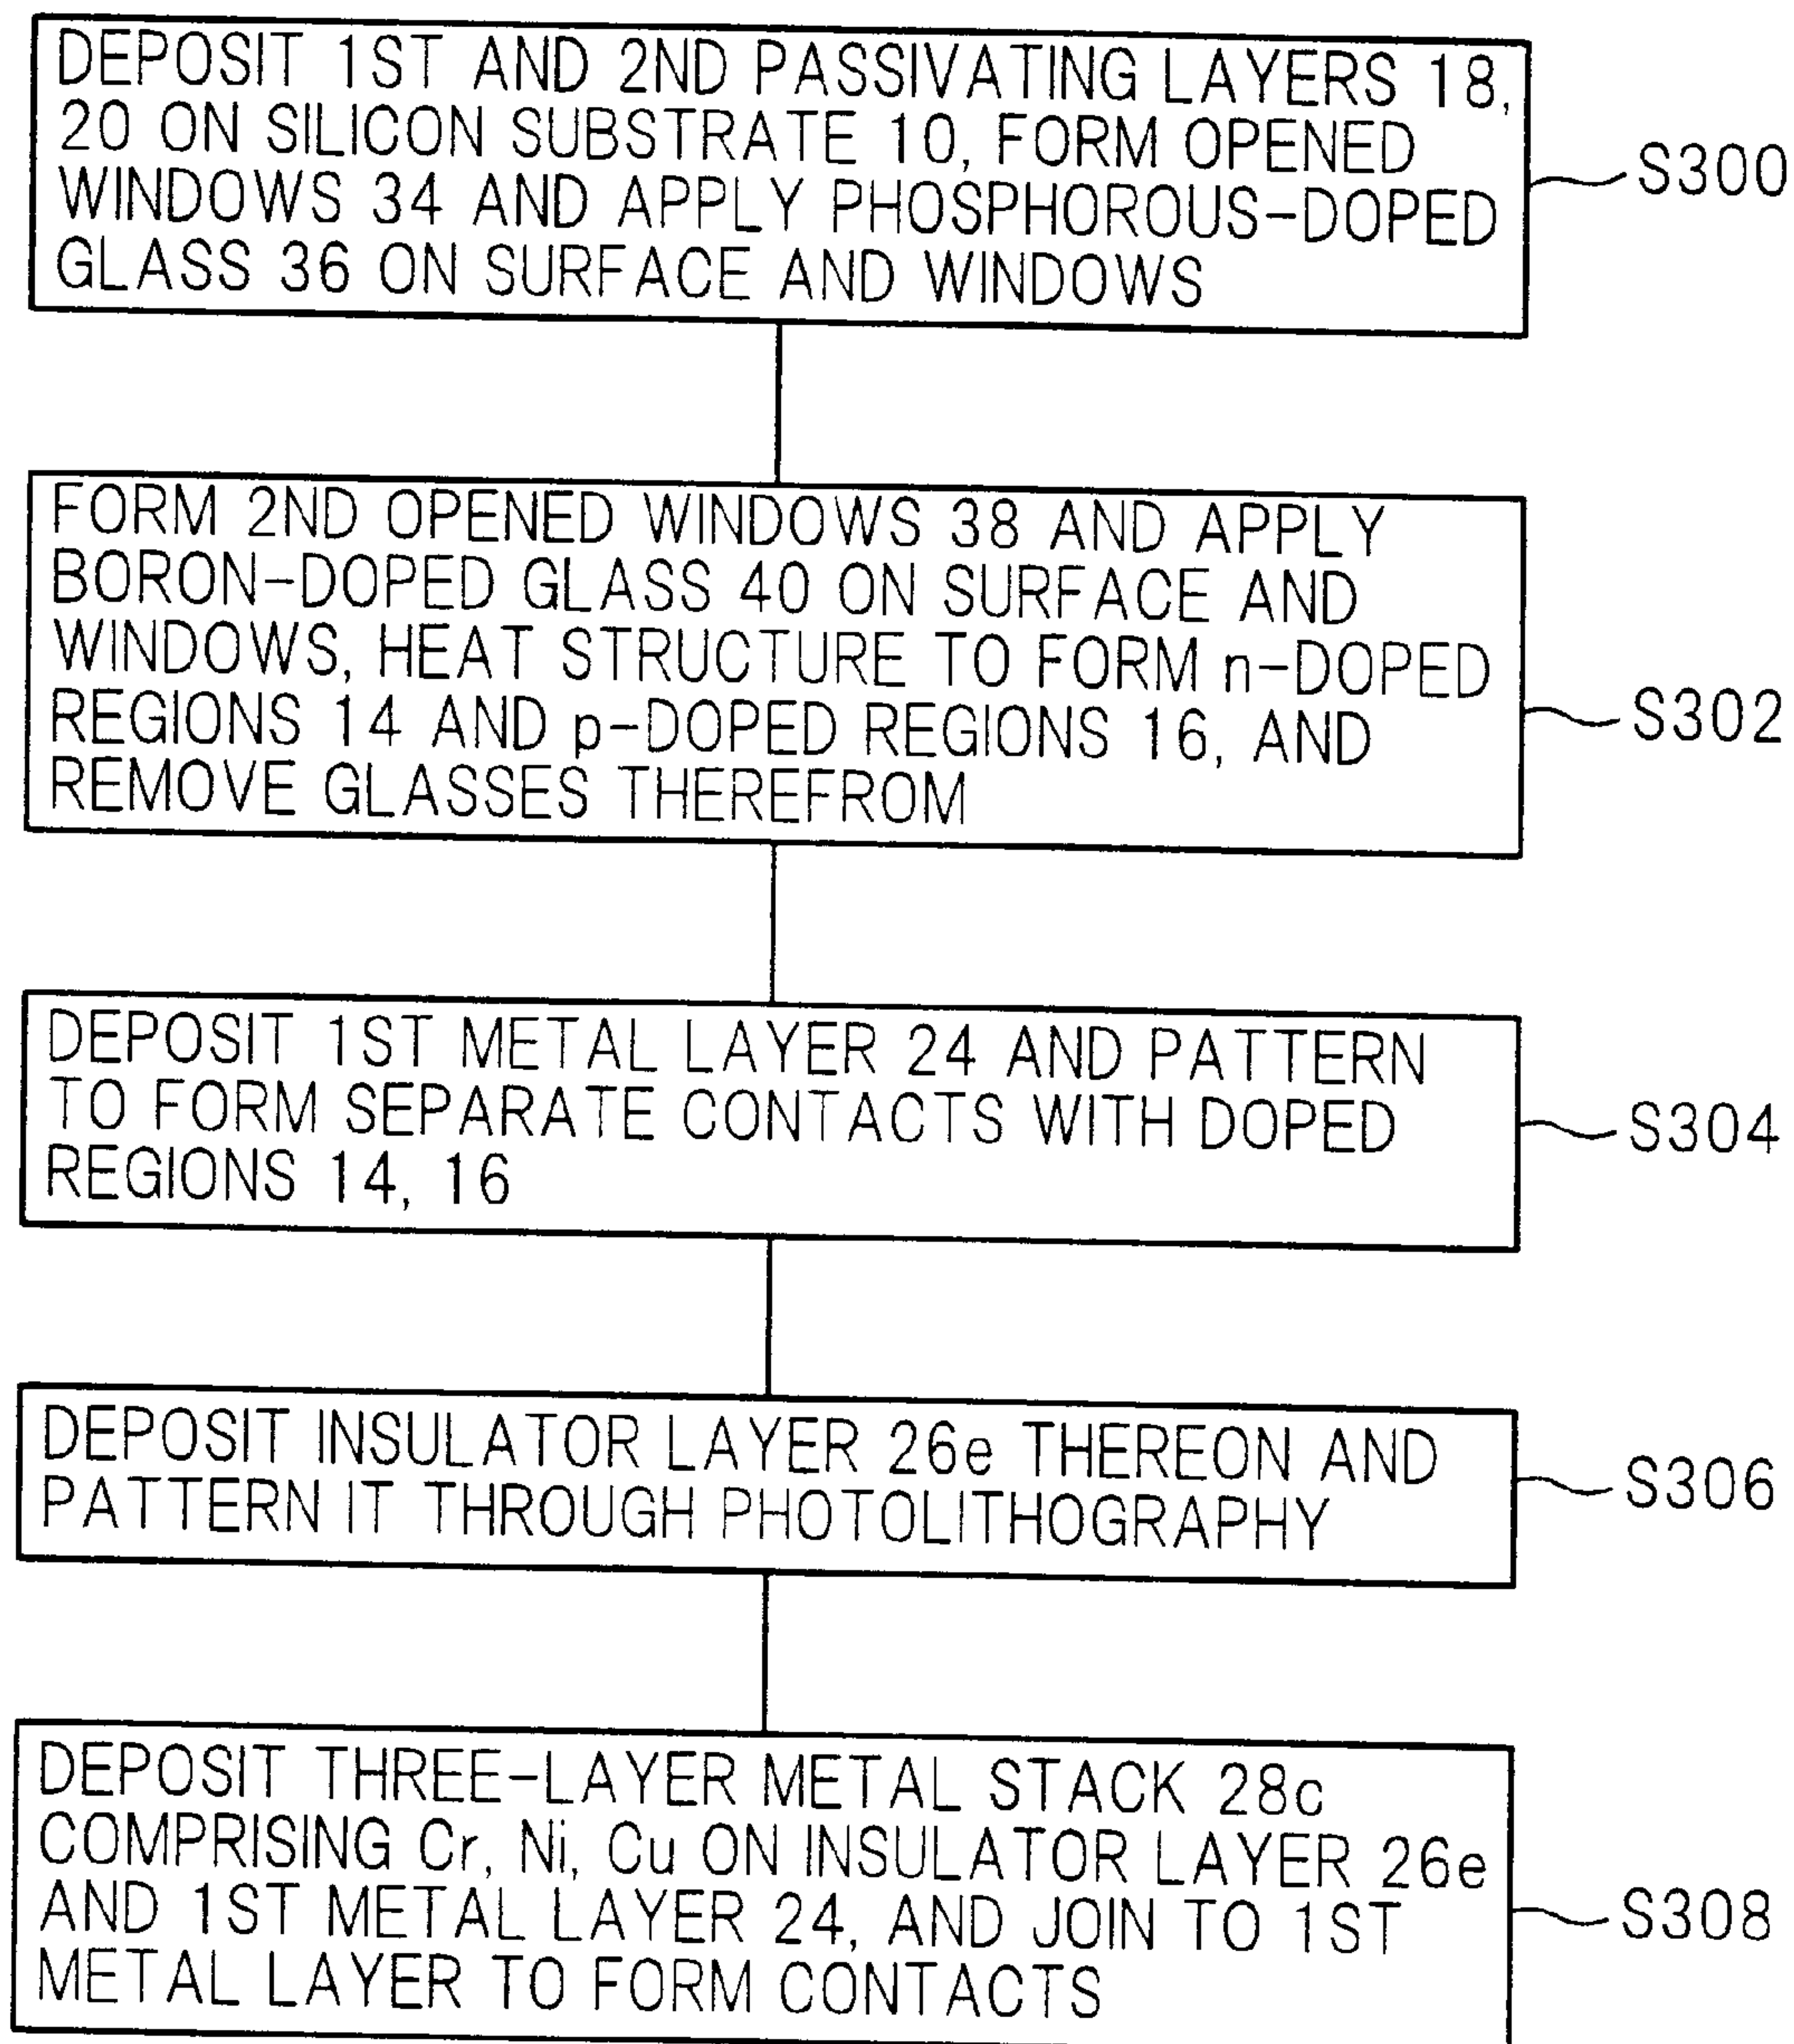 DEPOSIT 1ST AND 2ND PASSIVATING LAYERS 18,
20 ON SILICON SUBSTRATE 10, FORM OPENED
WINDOWS 34 AND APPLY PHOSPHOROUS-DOPED
GLASS 36 ON SURFACE AND WINDOWS
S300
FORM 2ND OPENED WINDOWS 38 AND APPLY
BORON-DOPED GLASS 40 ON SURFACE AND
WINDOWS, HEAT STRUCTURE TO FORM n-DOPED
REGIONS 14 AND p-DOPED REGIONS 16, AND
REMOVE GLASSES THEREFROM
S302
DEPOSIT 1ST METAL LAYER 24 AND PATTERN
TO FORM SEPARATE CONTACTS WITH DOPED
REGIONS 14, 16
S304
DEPOSIT INSULATOR LAYER 26e THEREON AND
PATTERN IT THROUGH PHOTOLITHOGRAPHY
S306
DEPOSIT THREE-LAYER METAL STACK 28c
COMPRISING Cr, Ni, Cu ON INSULATOR LAYER 26e
AND 1ST METAL LAYER 24, AND JOIN TO 1ST
METAL LAYER TO FORM CONTACTS
S308